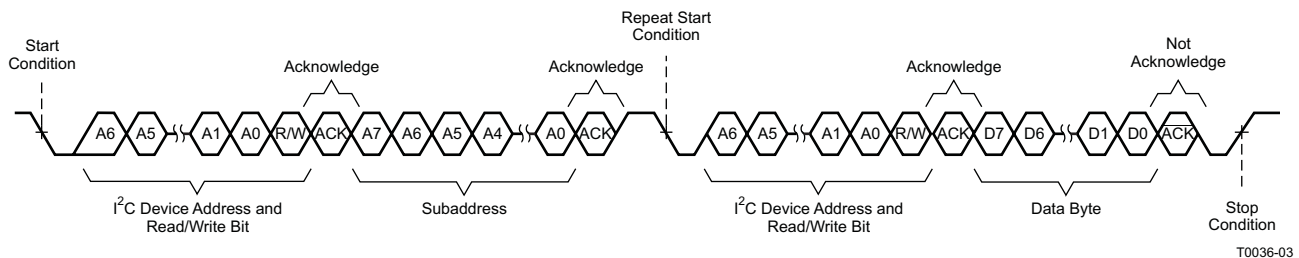 Start
Condition
Acknowledge
Acknowledge
Repeat Start
Condition
Acknowledge
Not
Acknowledge
A6 A5 A1 A0 R/W ACK A7 A6 A5 A4 A0 ACK A6 A5 A1 A0 R/W ACK D7 D6 D1 D0 ACK
I²C Device Address and
Read/Write Bit
Subaddress
I²C Device Address and
Read/Write Bit
Data Byte
Stop
Condition
T0036-03